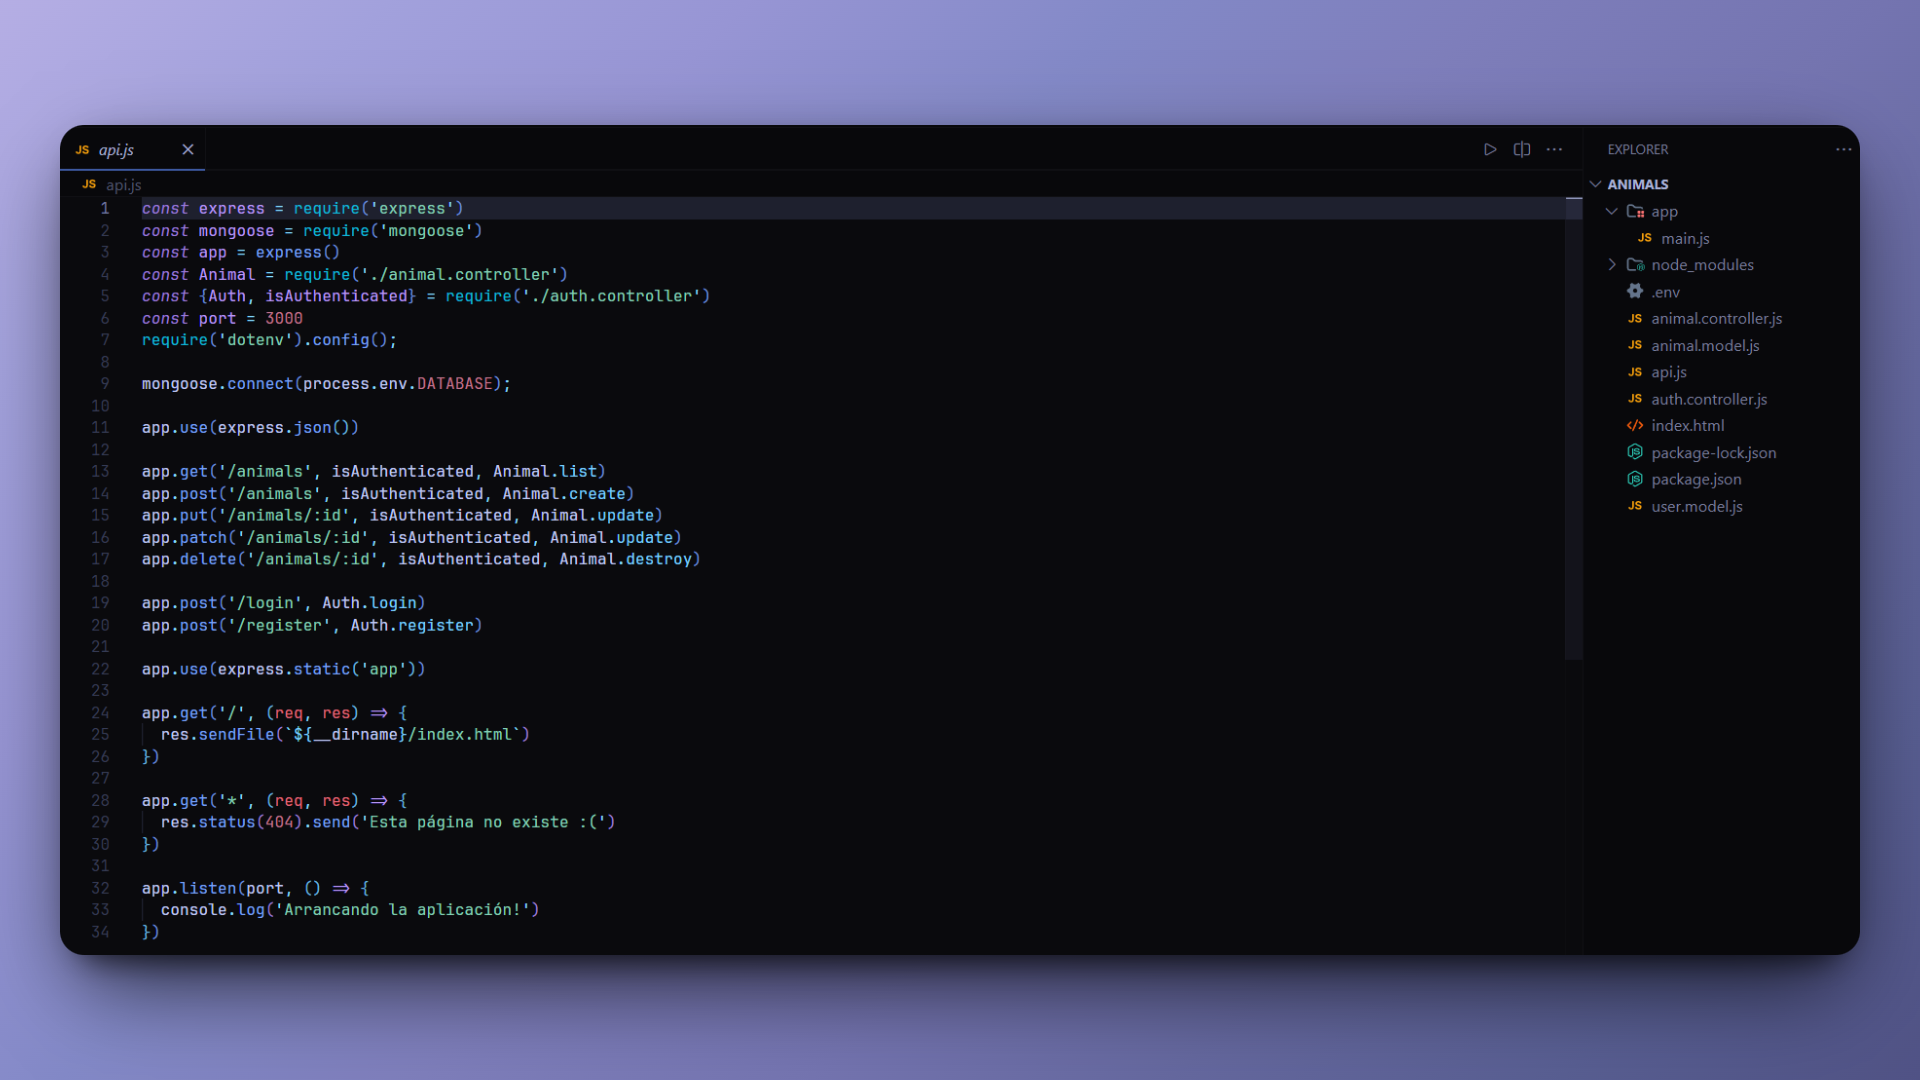 JS api.js
JS api.js
1 const express = require('express')
2 const mongoose = require('mongoose')
3 const app = express()
4 const Animal = require('./animal.controller')
5 const {Auth, isAuthenticated} = require('./auth.controller')
6 const port = 3000
7 require('dotenv').config();
8
9 mongoose.connect(process.env.DATABASE);
10
11 app.use(express.json())
12
13 app.get('/animals', isAuthenticated, Animal.list)
14 app.post('/animals', isAuthenticated, Animal.create)
15 app.put('/animals/:id', isAuthenticated, Animal.update)
16 app.patch('/animals/:id', isAuthenticated, Animal.update)
17 app.delete('/animals/:id', isAuthenticated, Animal.destroy)
18
19 app.post('/login', Auth.login)
20 app.post('/register', Auth.register)
21
22 app.use(express.static('app'))
23
24 app.get('/', (req, res) => {
25   res.sendFile(`${__dirname}/index.html`)
26 })
27
28 app.get('*', (req, res) => {
29   res.status(404).send('Esta página no existe :(')
30 })
31
32 app.listen(port, () => {
33   console.log('Arrancando la aplicación!')
34 })
EXPLORER
ANIMALS
app
JS main.js
node_modules
.env
JS animal.controller.js
JS animal.model.js
JS api.js
JS auth.controller.js
index.html
package-lock.json
package.json
JS user.model.js